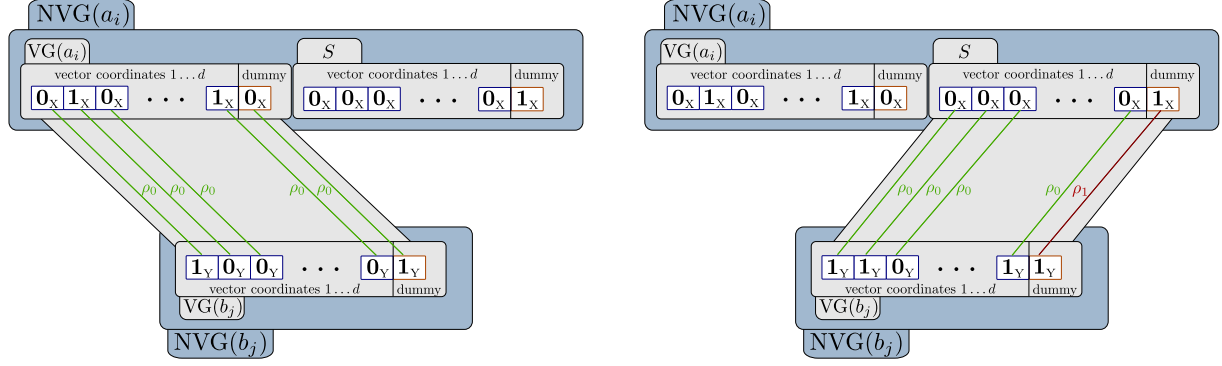 NVG(a_i)
VG(a_i)
S
vector coordinates 1 … d
dummy
vector coordinates 1 … d
dummy
0_X 1_X 0_X … 1_X 0_X
0_X 0_X 0_X … 0_X 1_X
ρ_0 ρ_0 ρ_0 ρ_0 ρ_0
1_Y 0_Y 0_Y … 0_Y 1_Y
vector coordinates 1 … d
dummy
VG(b_j)
NVG(b_j)
NVG(a_i)
VG(a_i)
S
vector coordinates 1 … d
dummy
vector coordinates 1 … d
dummy
0_X 1_X 0_X … 1_X 0_X
0_X 0_X 0_X … 0_X 1_X
ρ_0 ρ_0 ρ_0 ρ_0 ρ_1
1_Y 1_Y 0_Y … 1_Y 1_Y
vector coordinates 1 … d
dummy
VG(b_j)
NVG(b_j)